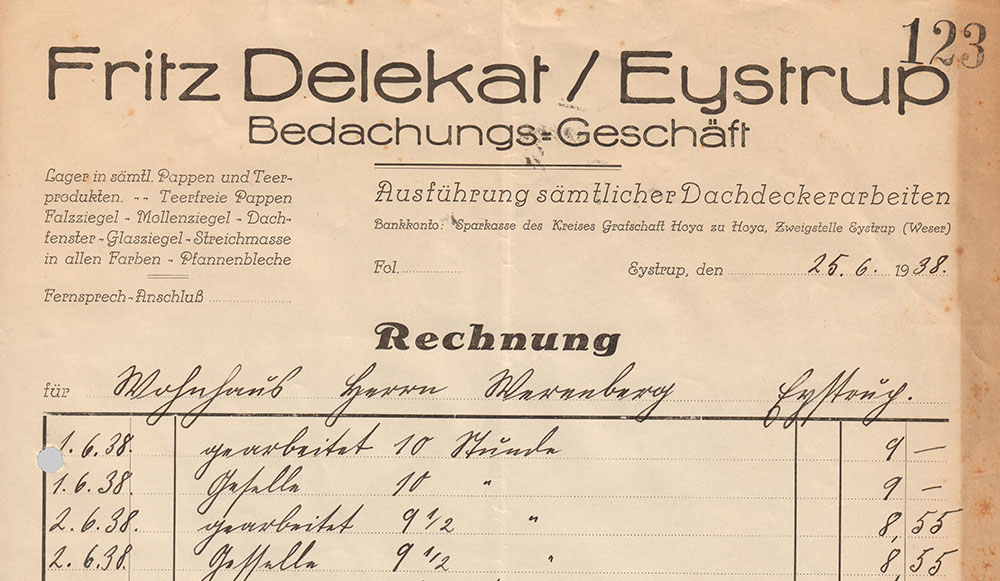 123
Fritz Delekat / Eystrup
Bedachungs=Geschäft
Lager in sämtl. Pappen und Teer-
produkten. -- Teerfreie Pappen
Falzziegel - Mollenziegel - Dach-
fenster - Glasziegel - Streichmasse
in allen Farben - Pfannenbleche
Fernsprech-Anschluß
Ausführung sämtlicher Dachdeckerarbeiten
Bankkonto: Sparkasse des Kreises Grafschaft Hoya zu Hoya, Zweigstelle Eystrup (Weser)
Fol. Eystrup, den 25. 6. 1938.
Rechnung
für Wohnhaus Herrn Werenberg Eystrup.
1. 6. 38. gearbeitet 10 Stunde 9 —
1. 6. 38. Geselle 10 " 9 —
2. 6. 38. gearbeitet 9 1/2 " 8,55
2. 6. 38. Gesselle 9 1/2 " 8,55